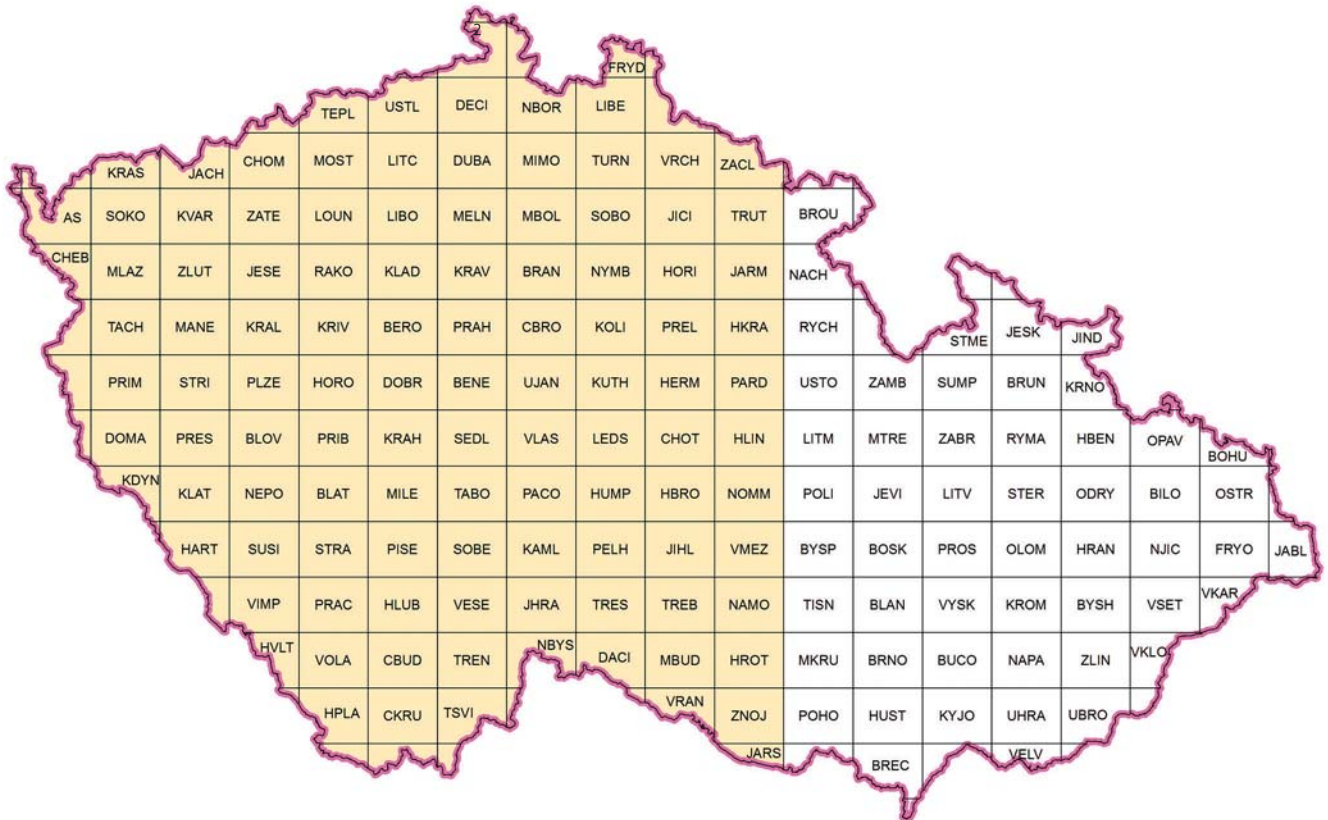 2
FRYD
TEPL USTL DECI NBOR LIBE
KRAS JACH CHOM MOST LITC DUBA MIMO TURN VRCH ZACL
AS SOKO KVAR ZATE LOUN LIBO MELN MBOL SOBO JICI TRUT BROU
CHEB MLAZ ZLUT JESE RAKO KLAD KRAV BRAN NYMB HORI JARM NACH
TACH MANE KRAL KRIV BERO PRAH CBRO KOLI PREL HKRA RYCH STME JESK JIND
PRIM STRI PLZE HORO DOBR BENE UJAN KUTH HERM PARD USTO ZAMB SUMP BRUN KRNO
DOMA PRES BLOV PRIB KRAH SEDL VLAS LEDS CHOT HLIN LITM MTRE ZABR RYMA HBEN OPAV BOHU
KDYN KLAT NEPO BLAT MILE TABO PACO HUMP HBRO NOMM POLI JEVI LITV STER ODRY BILO OSTR
HART SUSI STRA PISE SOBE KAML PELH JIHL VMEZ BYSP BOSK PROS OLOM HRAN NJIC FRYO JABL
VIMP PRAC HLUB VESE JHRA TRES TREB NAMO TISN BLAN VYSK KROM BYSH VSET VKAR
HVLT VOLA CBUD TREN NBYS DACI MBUD HROT MKRU BRNO BUCO NAPA ZLIN VKLO
HPLA CKRU TSVI VRAN ZNOJ POHO HUST KYJO UHRA UBRO
JARS BREC VELV